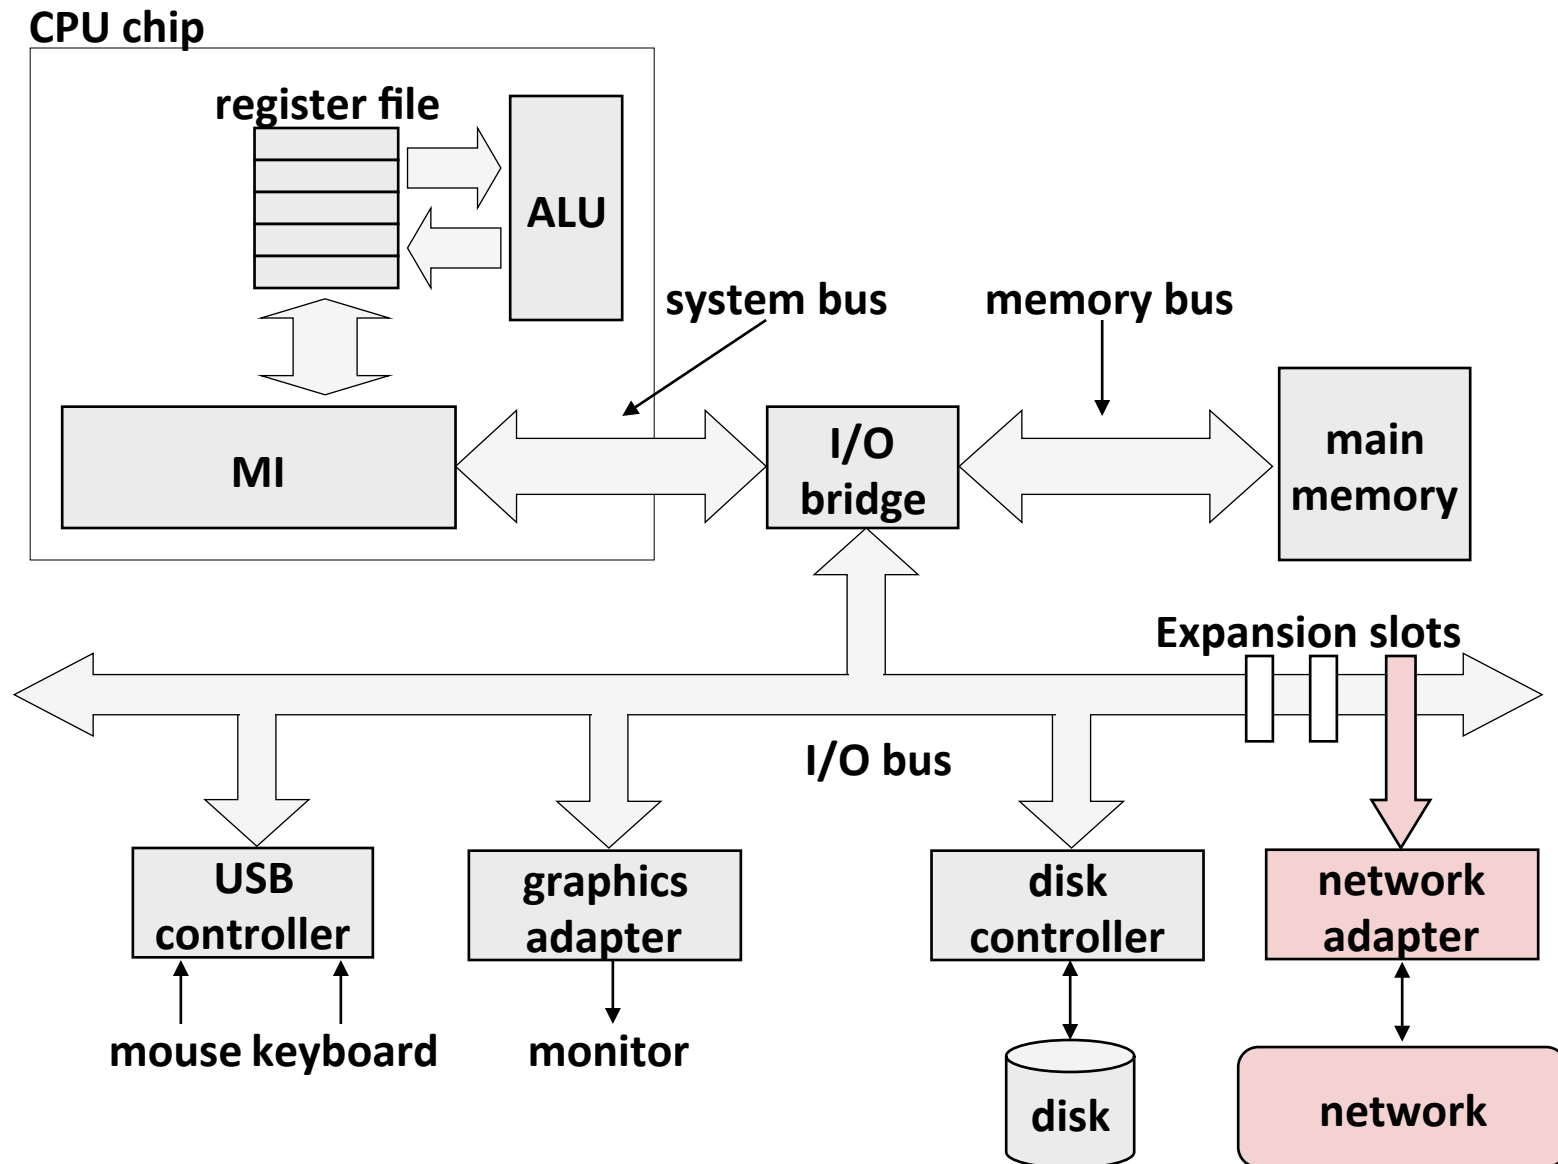 CPU chip
register file
ALU
system bus
memory bus
MI
I/O
bridge
main
memory
Expansion slots
I/O bus
USB
controller
graphics
adapter
disk
controller
network
adapter
mouse keyboard
monitor
disk
network